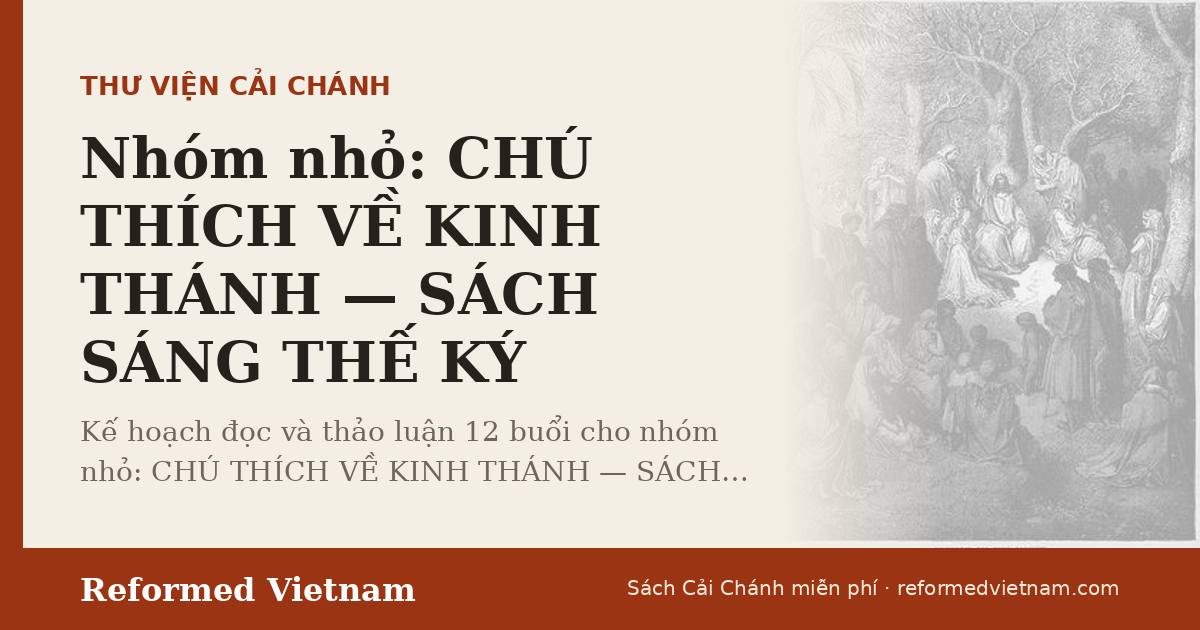 THƯ VIỆN CẢI CHÁNH
Nhóm nhỏ: CHÚ
THÍCH VỀ KINH
THÁNH — SÁCH
SÁNG THẾ KÝ
Kế hoạch đọc và thảo luận 12 buổi cho nhóm
nhỏ: CHÚ THÍCH VỀ KINH THÁNH — SÁCH...
Reformed Vietnam
Sách Cải Chánh miễn phí · reformedvietnam.com